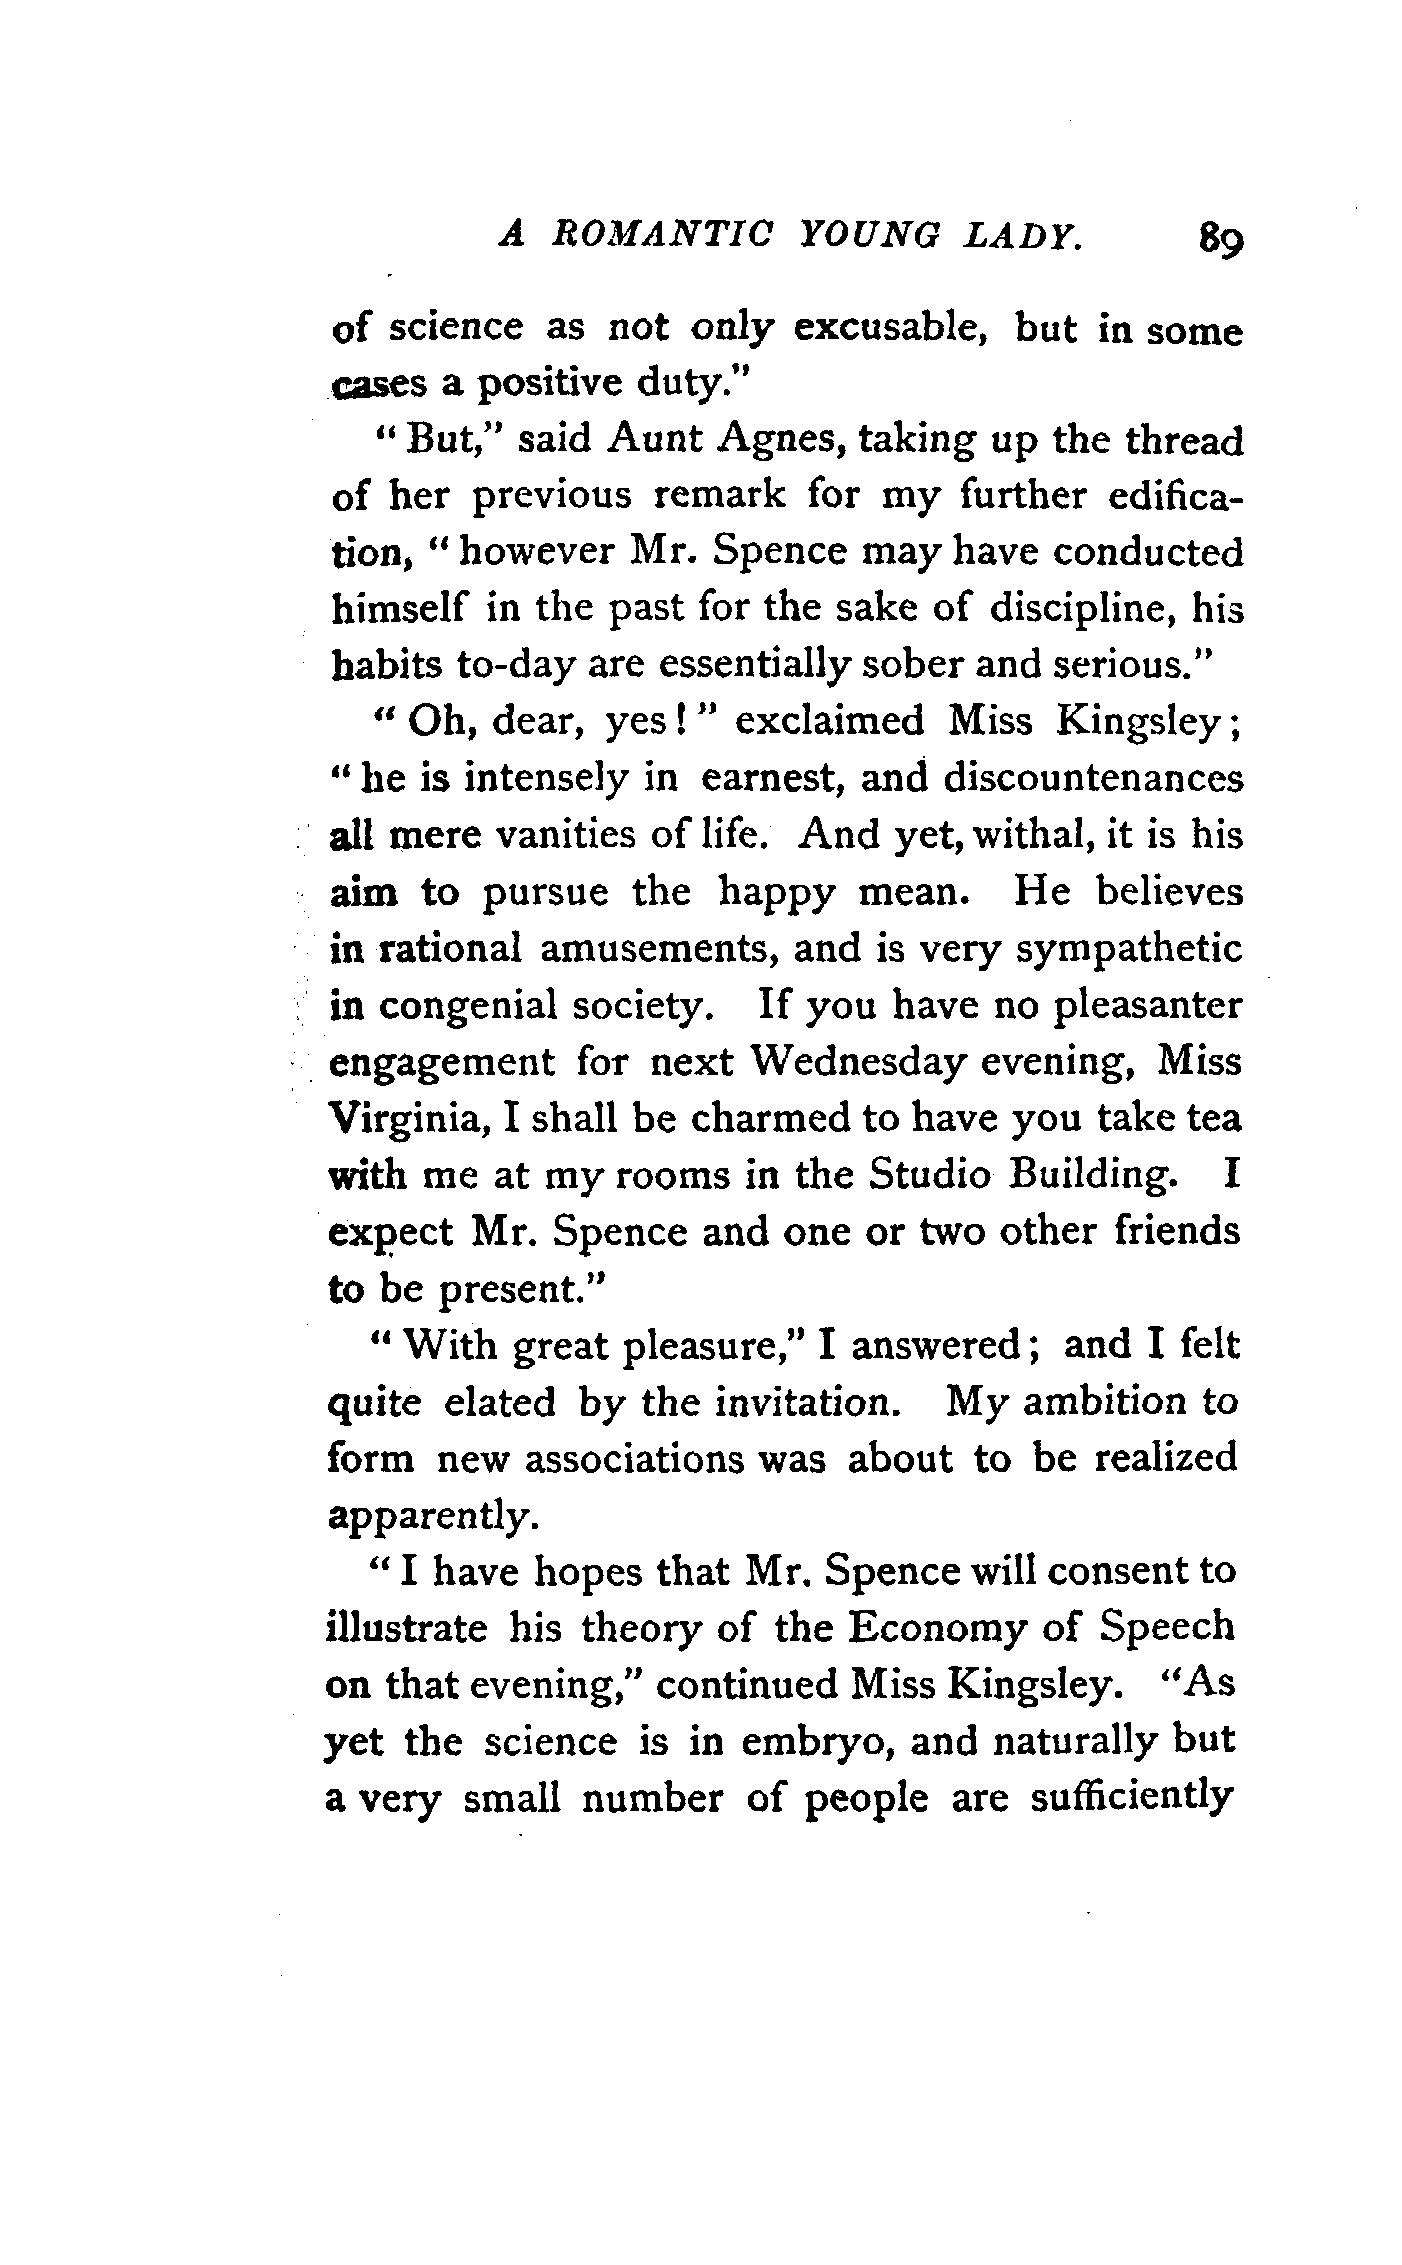 A ROMANTIC YOUNG LADY. 89
of science as not only excusable, but in some
cases a positive duty."
"But," said Aunt Agnes, taking up the thread
of her previous remark for my further edifica-
tion, "however Mr. Spence may have conducted
himself in the past for the sake of discipline, his
habits to-day are essentially sober and serious."
"Oh, dear, yes!" exclaimed Miss Kingsley;
"he is intensely in earnest, and discountenances
all mere vanities of life. And yet, withal, it is his
aim to pursue the happy mean. He believes
in rational amusements, and is very sympathetic
in congenial society. If you have no pleasanter
engagement for next Wednesday evening, Miss
Virginia, I shall be charmed to have you take tea
with me at my rooms in the Studio Building. I
expect Mr. Spence and one or two other friends
to be present."
"With great pleasure," I answered; and I felt
quite elated by the invitation. My ambition to
form new associations was about to be realized
apparently.
"I have hopes that Mr. Spence will consent to
illustrate his theory of the Economy of Speech
on that evening," continued Miss Kingsley. "As
yet the science is in embryo, and naturally but
a very small number of people are sufficiently